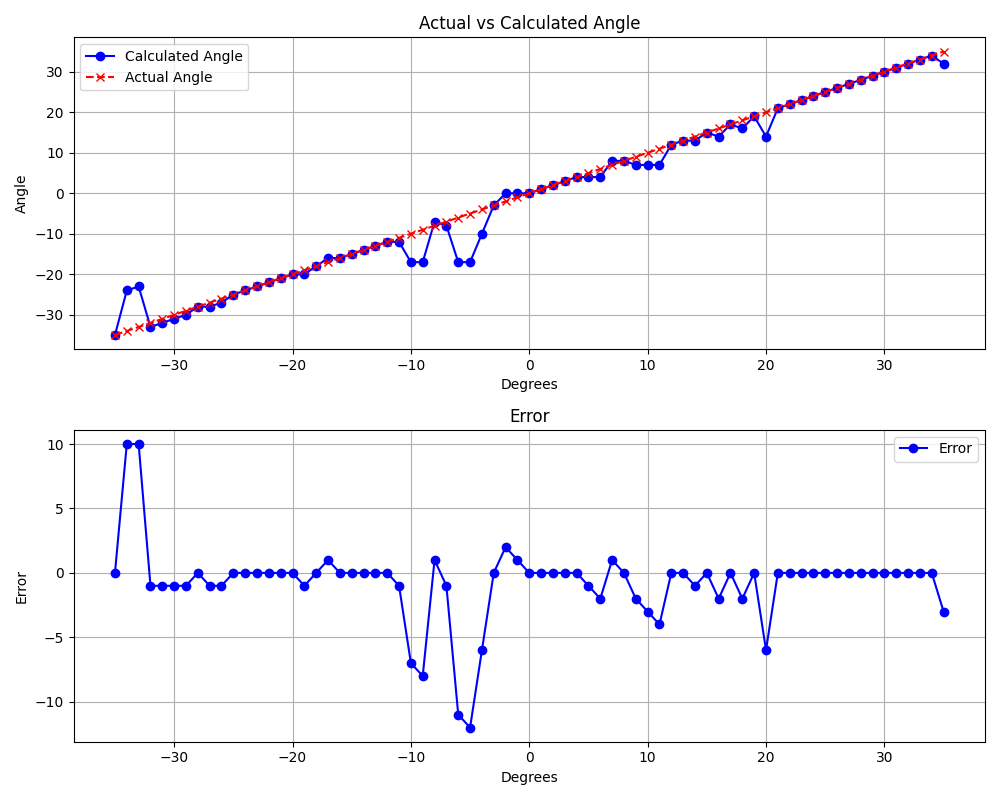 Actual vs Calculated Angle
Calculated Angle
Actual Angle
Angle
30
20
10
0
−10
−20
−30
−30 −20 −10 0 10 20 30
Degrees
Error
Error
Error
10
5
0
−5
−10
−30 −20 −10 0 10 20 30
Degrees